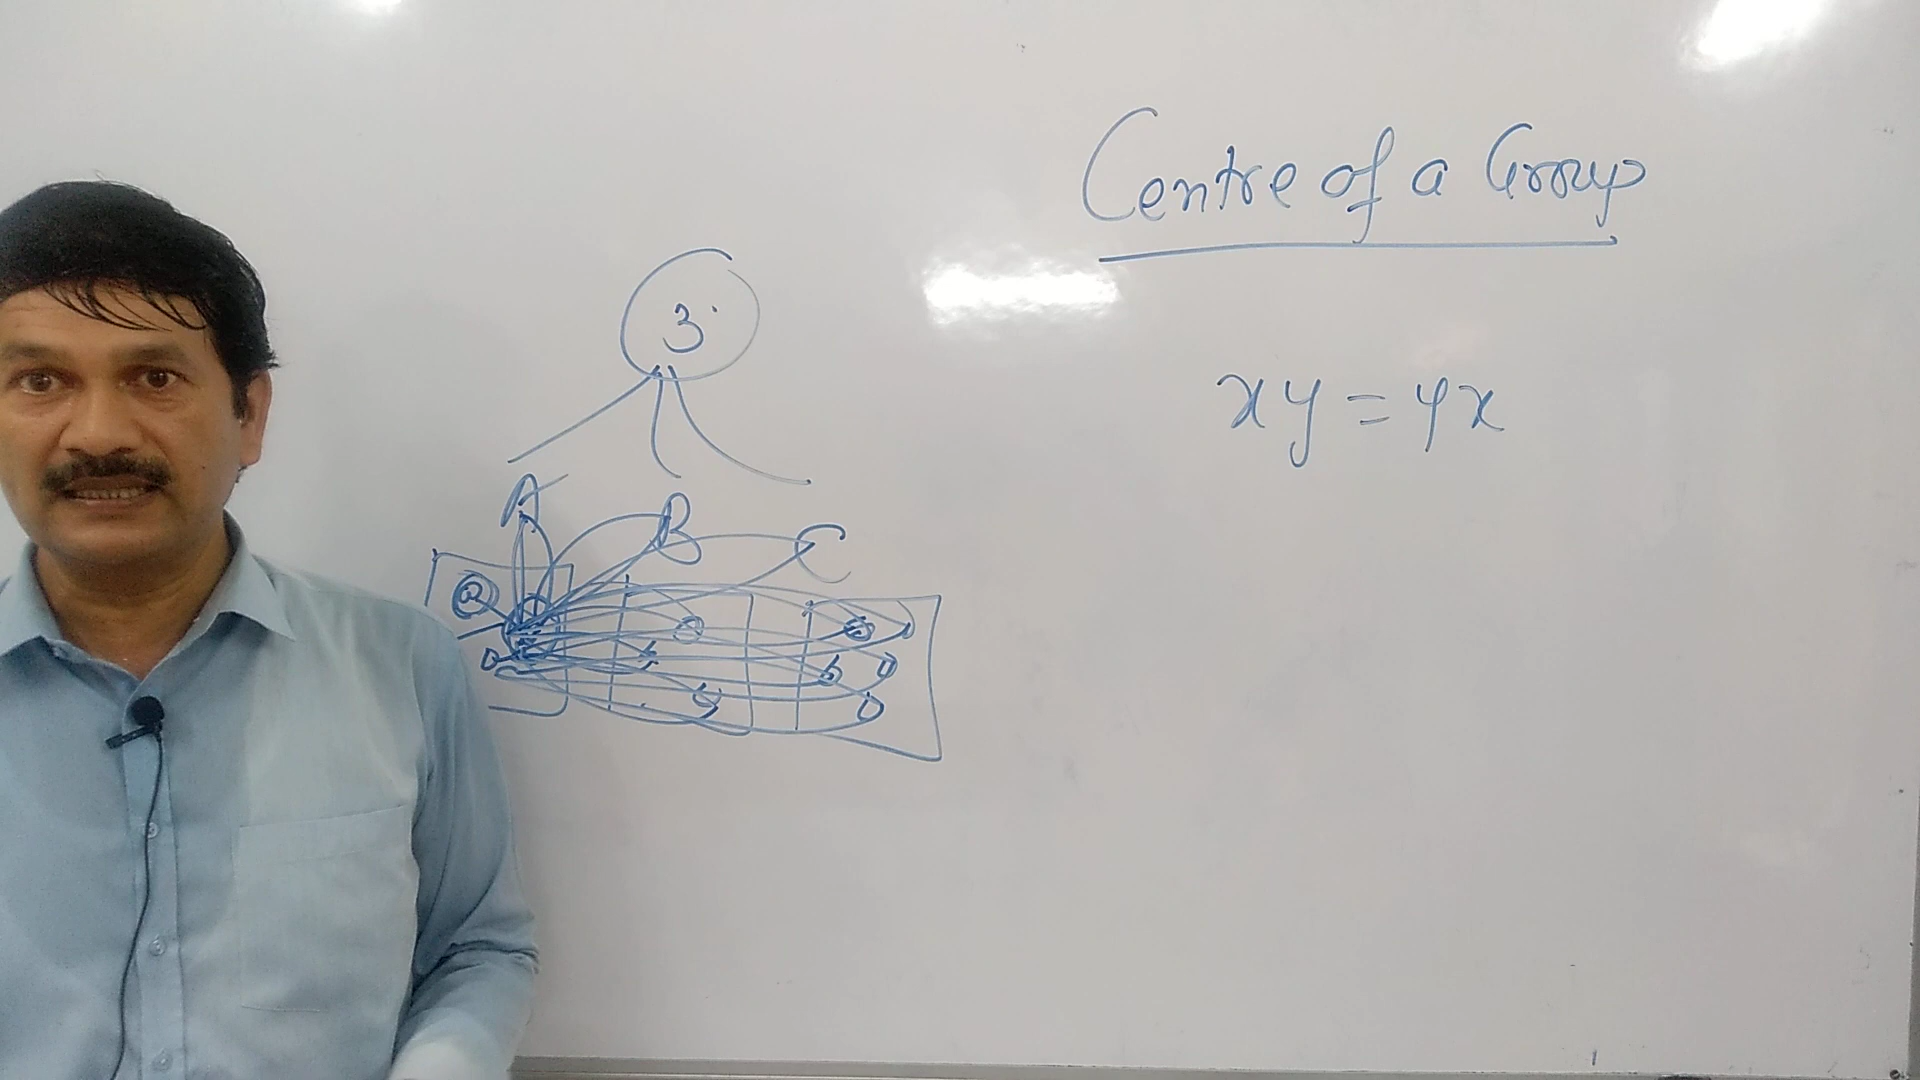 Centre of a Group
3
xy = yx
A B C